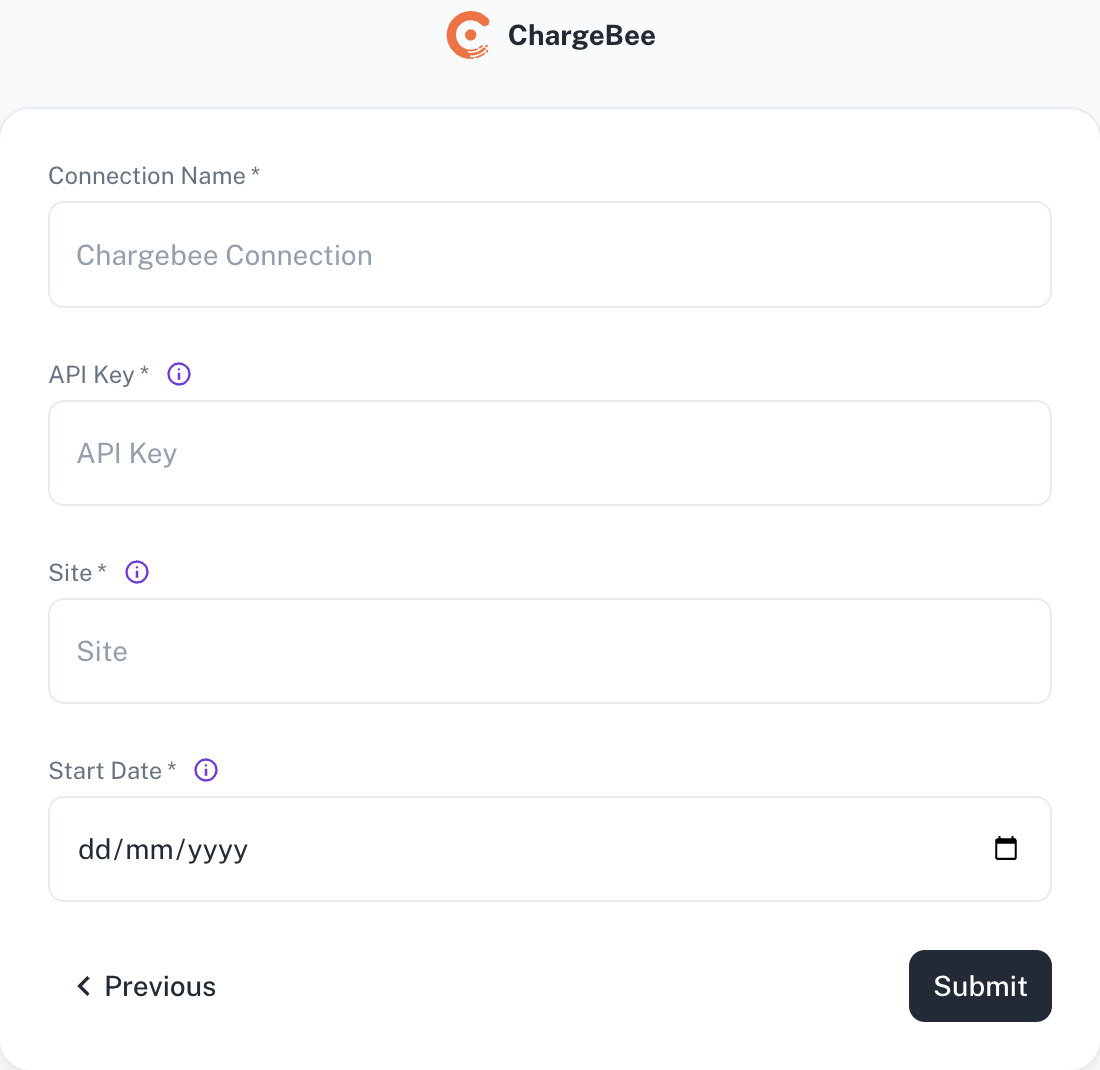 ChargeBee
Connection Name *
Chargebee Connection
API Key *
API Key
Site *
Site
Start Date *
dd/mm/yyyy
Previous
Submit